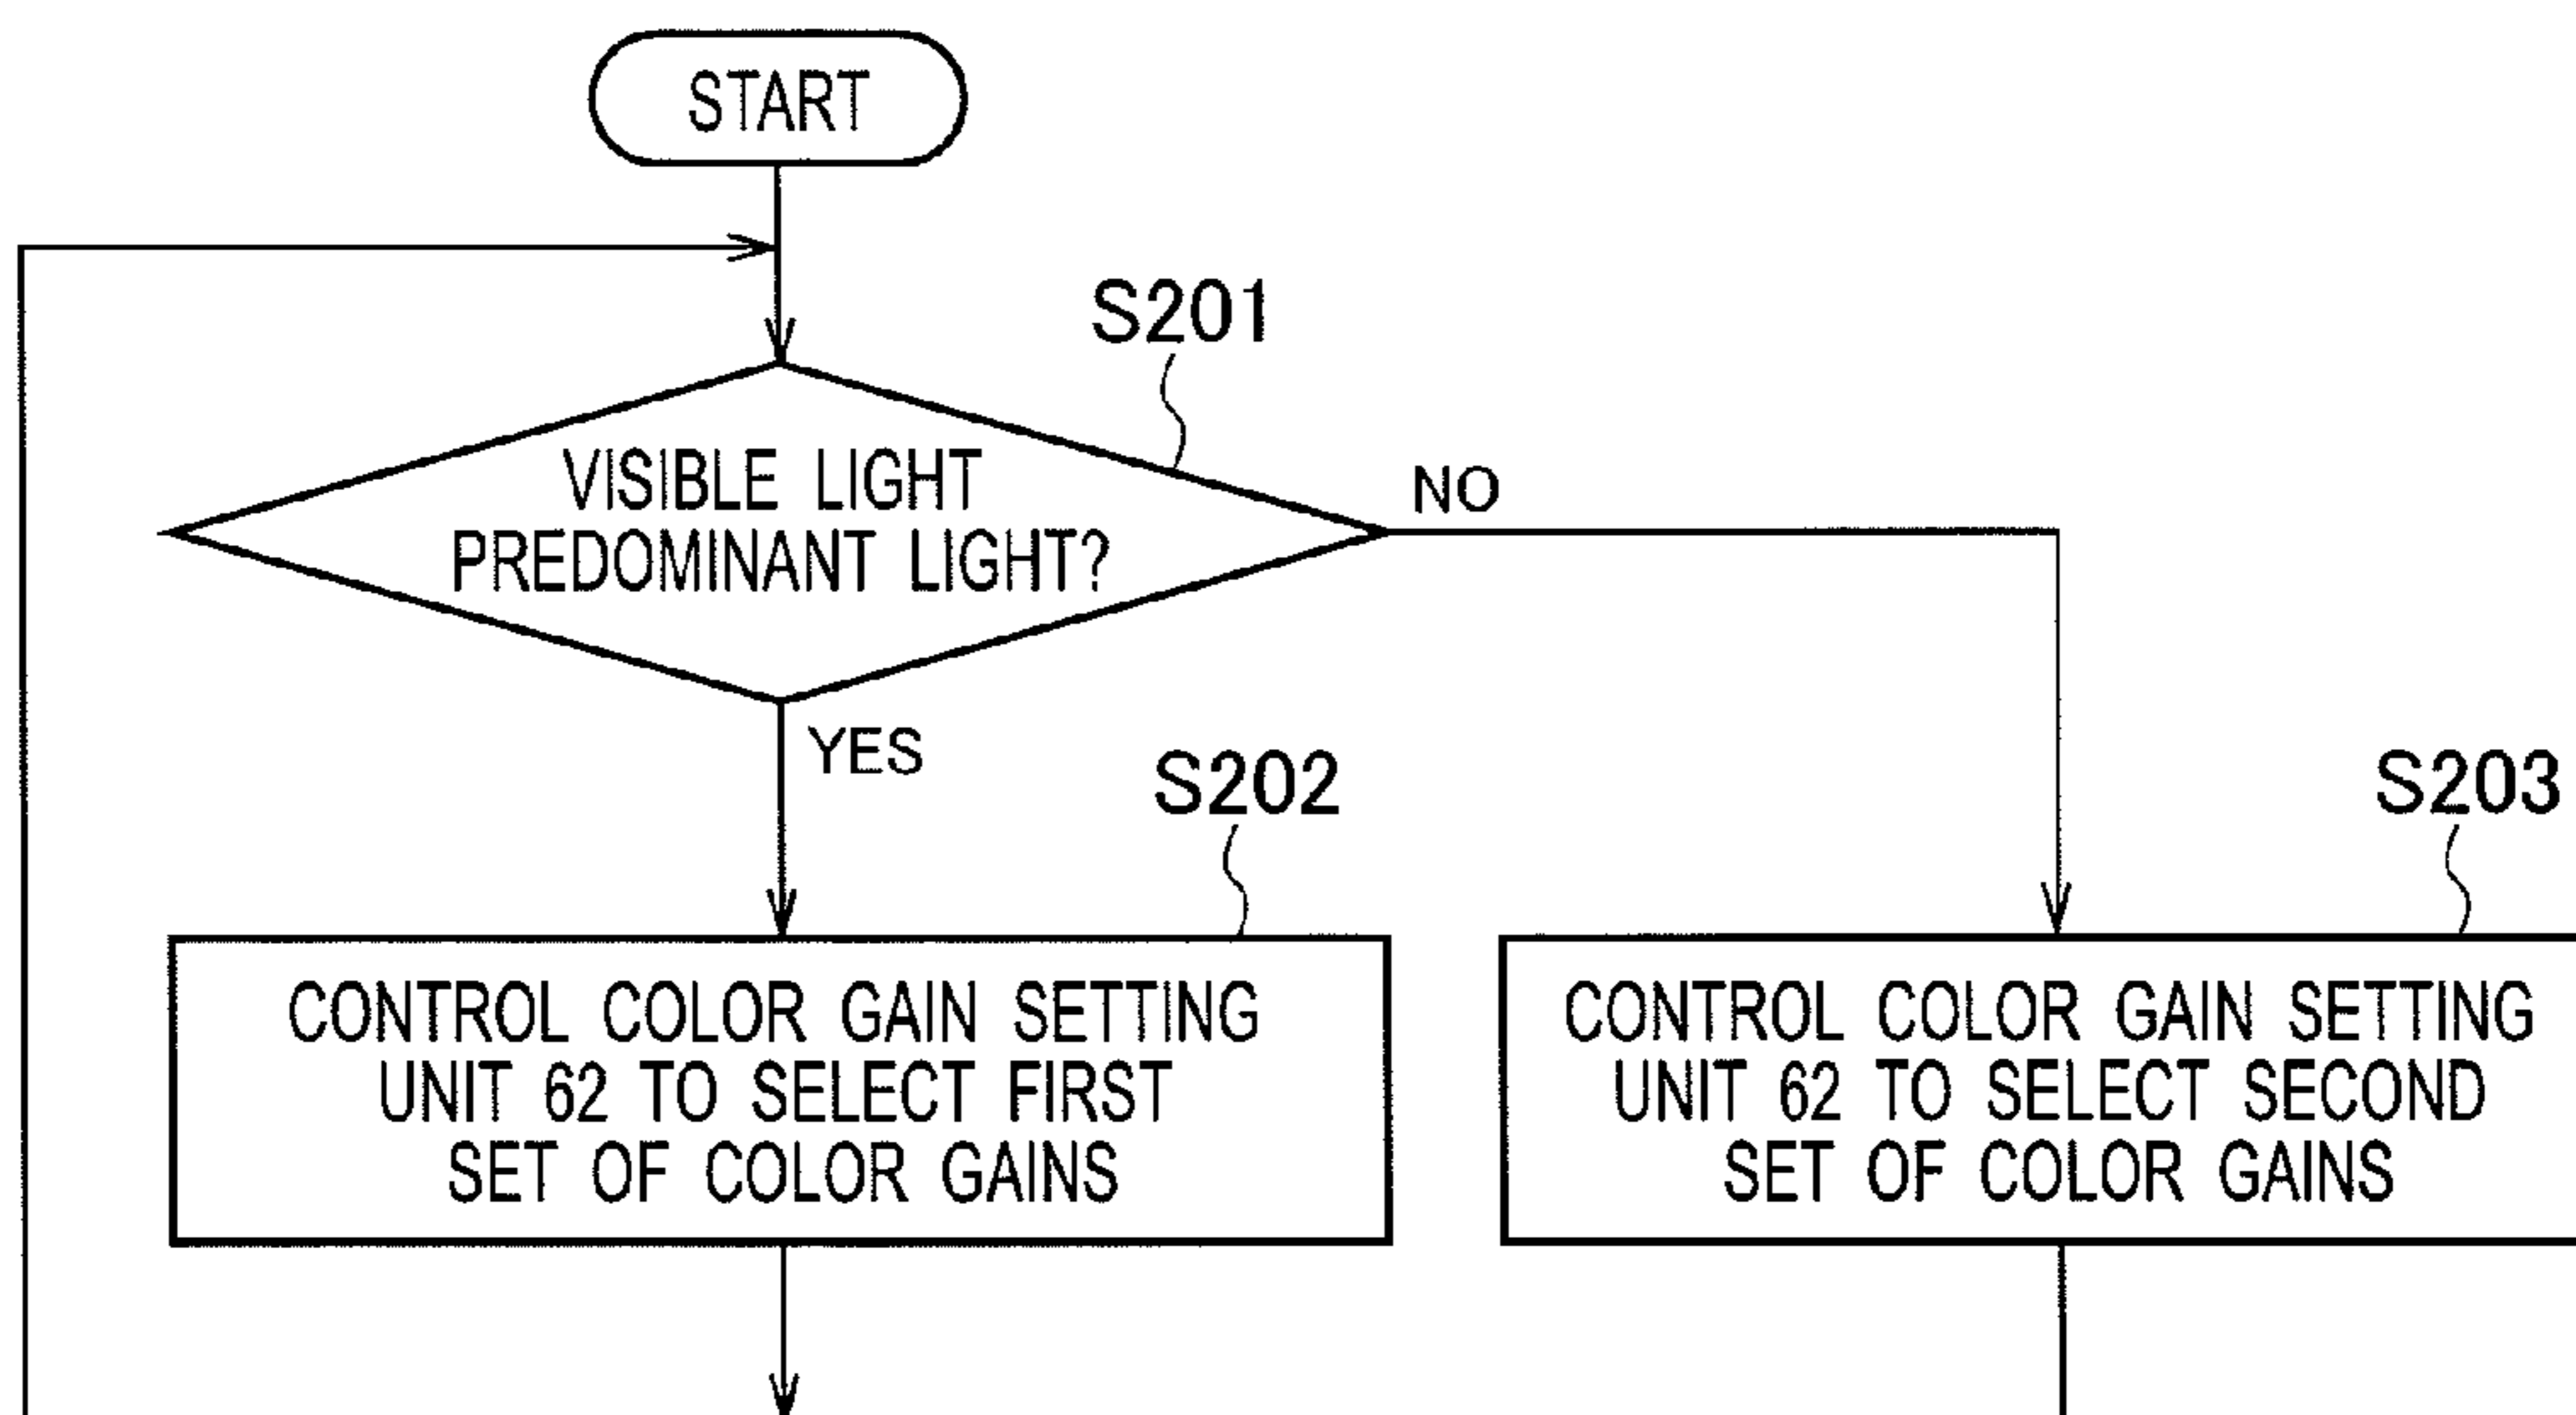 START
S201
VISIBLE LIGHT
PREDOMINANT LIGHT?
NO
YES
S202
CONTROL COLOR GAIN SETTING
UNIT 62 TO SELECT FIRST
SET OF COLOR GAINS
S203
CONTROL COLOR GAIN SETTING
UNIT 62 TO SELECT SECOND
SET OF COLOR GAINS